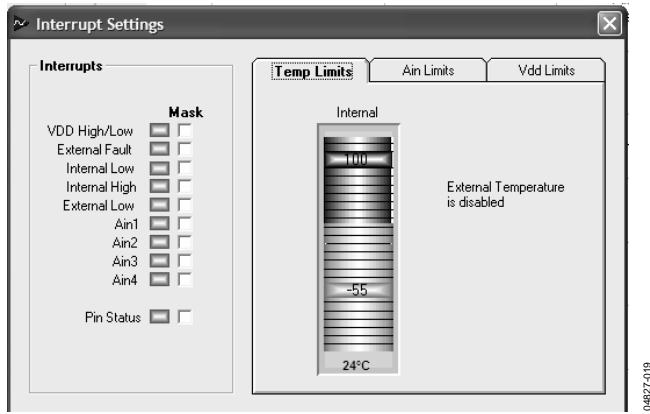 Interrupt Settings
Interrupts
Mask
VDD High/Low
External Fault
Internal Low
Internal High
External Low
Ain1
Ain2
Ain3
Ain4
Pin Status
Temp Limits
Ain Limits
Vdd Limits
Internal
100
-55
24°C
External Temperature
is disabled
04827-019